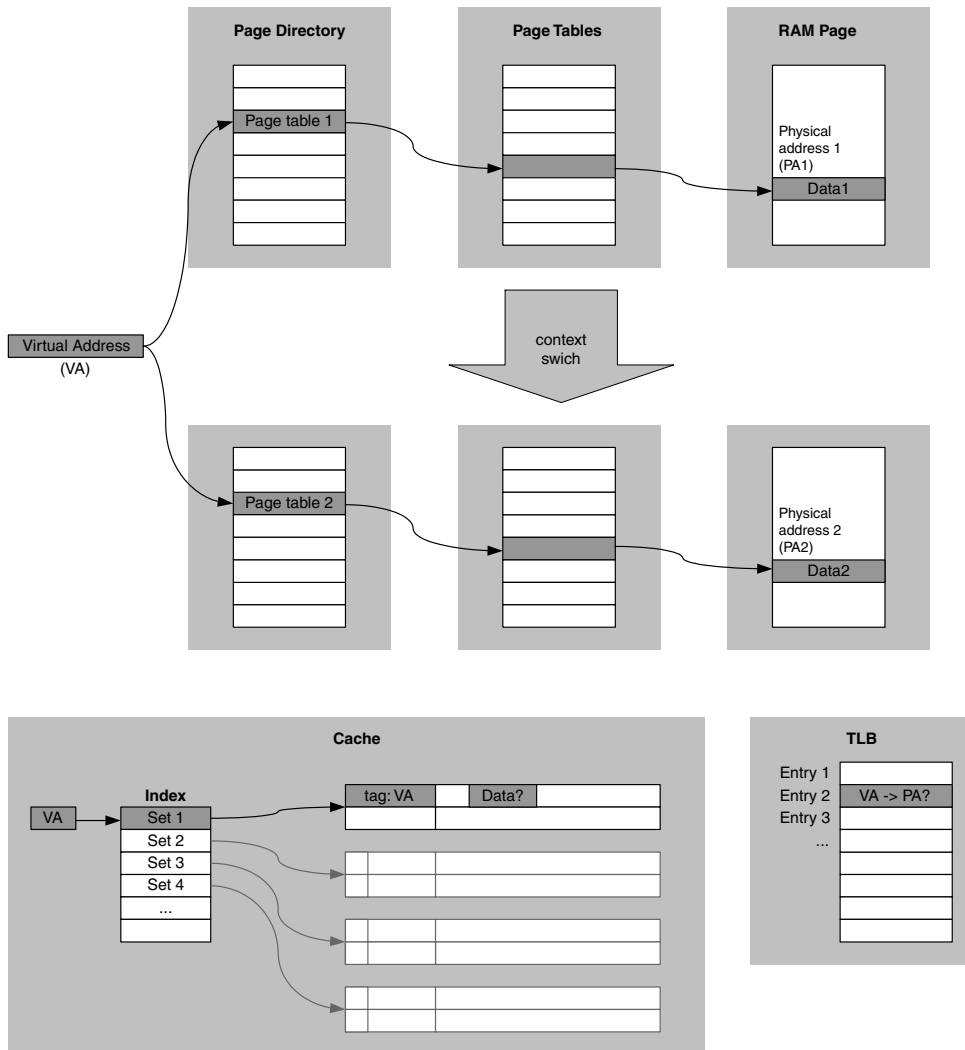 Page Directory
Page Tables
RAM Page
Page table 1
Physical
address 1
(PA1)
Data1
Virtual Address
(VA)
context
swich
Page table 2
Physical
address 2
(PA2)
Data2
Cache
Index
VA
Set 1
Set 2
Set 3
Set 4
...
tag: VA
Data?
TLB
Entry 1
Entry 2
VA -> PA?
Entry 3
...